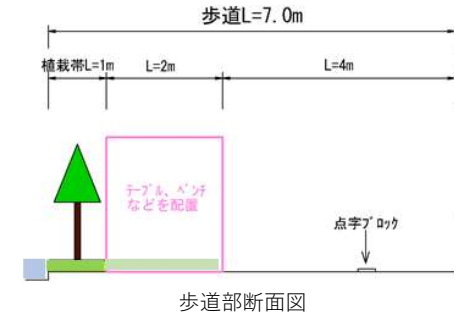 歩道L=7.0m
植栽帯L=1m
L=2m
L=4m
ﾃｰﾌﾞﾙ、ﾍﾞﾝﾁ
などを配置
点字ﾌﾞﾛｯｸ
歩道部断面図